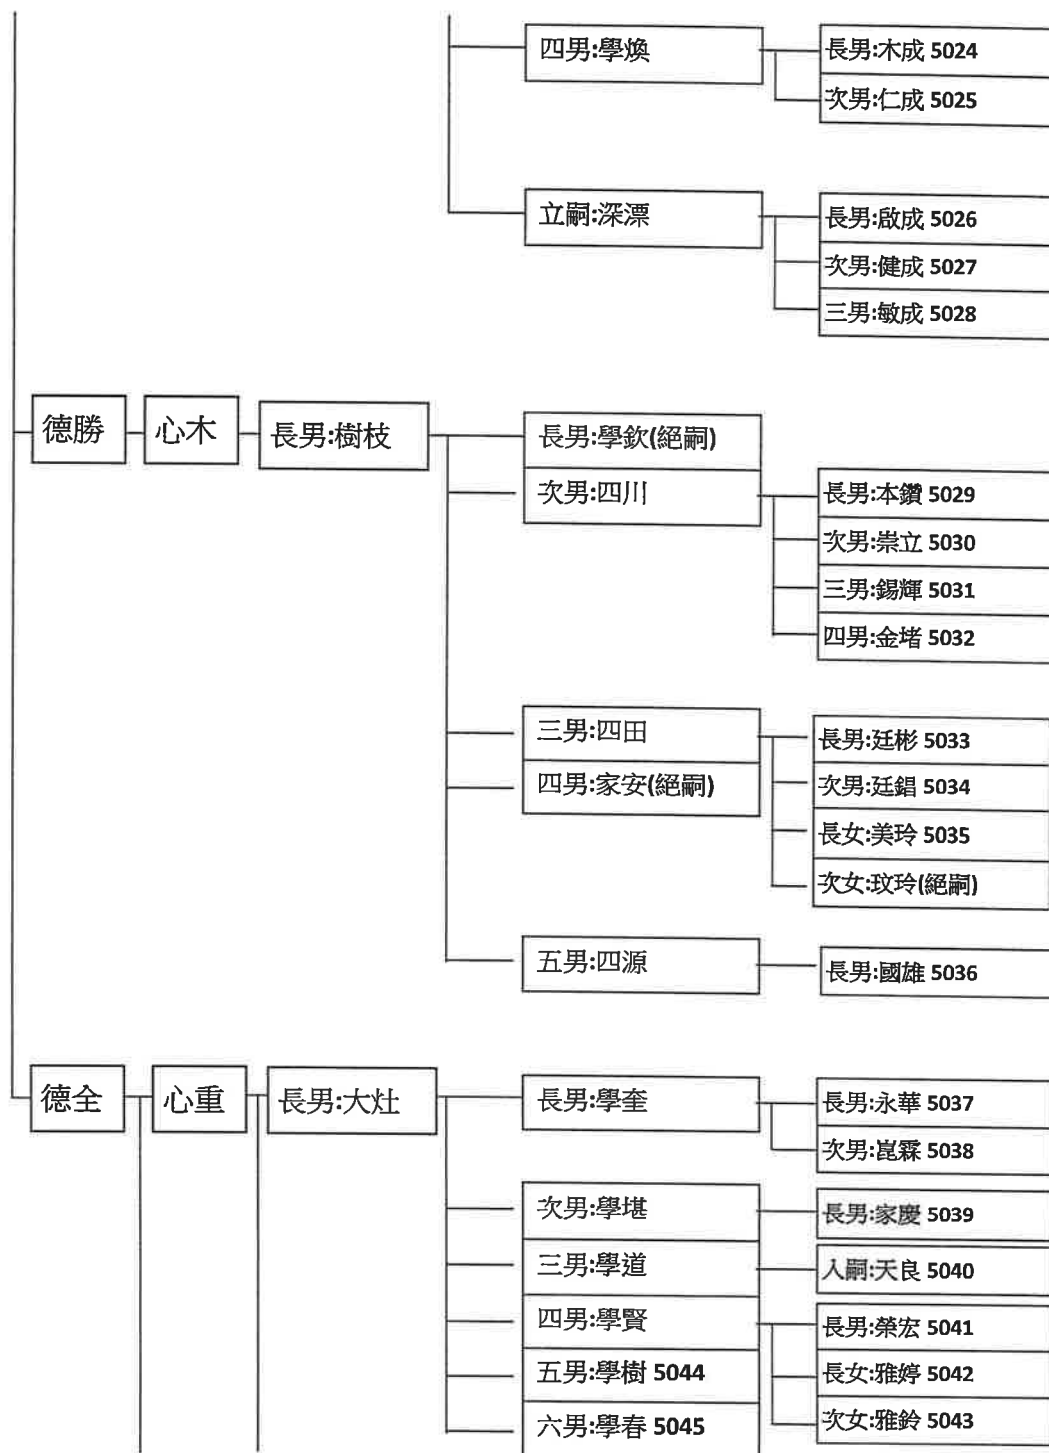 四男:學煥
長男:木成 5024
次男:仁成 5025
立嗣:深漂
長男:啟成 5026
次男:健成 5027
三男:敏成 5028
德勝
心木
長男:樹枝
長男:學欽(絕嗣)
次男:四川
長男:本鑽 5029
次男:崇立 5030
三男:錫輝 5031
四男:金堵 5032
三男:四田
四男:家安(絕嗣)
長男:廷彬 5033
次男:廷錩 5034
長女:美玲 5035
次女:玟玲(絕嗣)
五男:四源
長男:國雄 5036
德全
心重
長男:大灶
長男:學奎
長男:永華 5037
次男:崑霖 5038
次男:學堪
長男:家慶 5039
三男:學道
入嗣:天良 5040
四男:學賢
長男:榮宏 5041
長女:雅婷 5042
次女:雅鈴 5043
五男:學樹 5044
六男:學春 5045